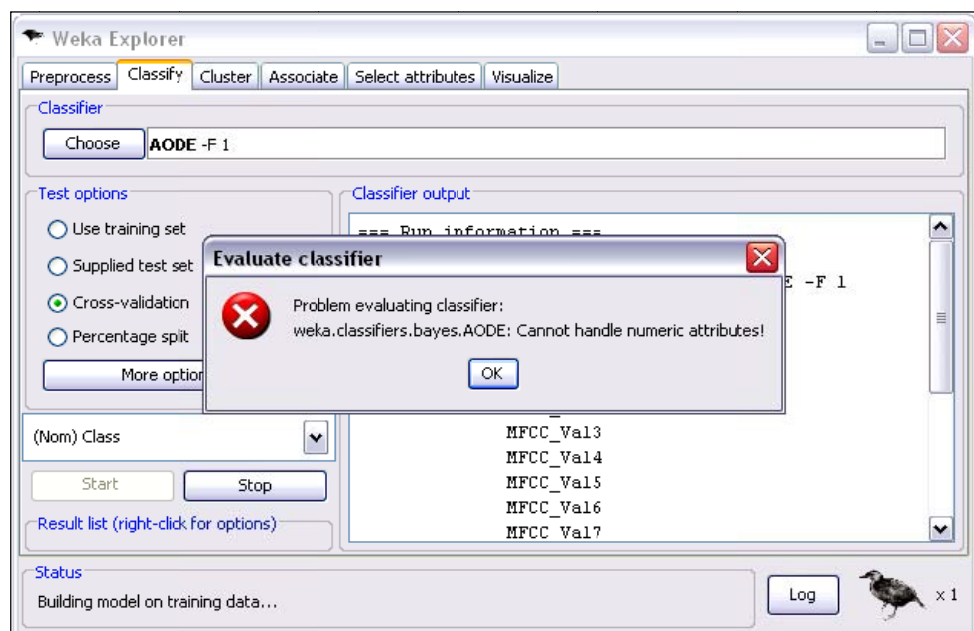 Weka Explorer
Preprocess Classify Cluster Associate Select attributes Visualize
Classifier
Choose AODE -F 1
Test options
Use training set
Supplied test set
Cross-validation
Percentage split
More option
(Nom) Class
Start Stop
Result list (right-click for options)
Classifier output
=== Run information ===
E -F 1
MFCC_Val3
MFCC_Val4
MFCC_Val5
MFCC_Val6
MFCC_Val7
Evaluate classifier
Problem evaluating classifier:
weka.classifiers.bayes.AODE: Cannot handle numeric attributes!
OK
Status
Building model on training data...
Log
x 1